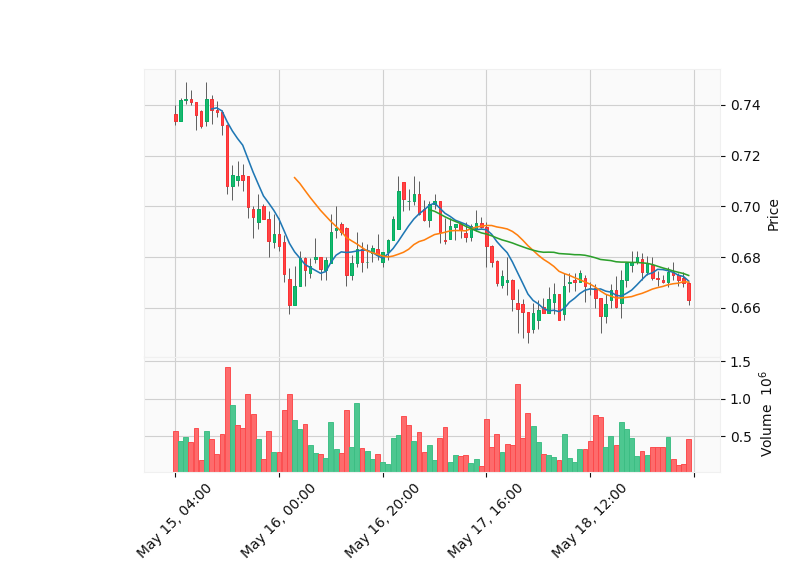 0.74
0.72
0.70
0.68
0.66
Price
1.5
1.0
0.5
Volume 10^6
May 15, 04:00
May 16, 00:00
May 16, 20:00
May 17, 16:00
May 18, 12:00